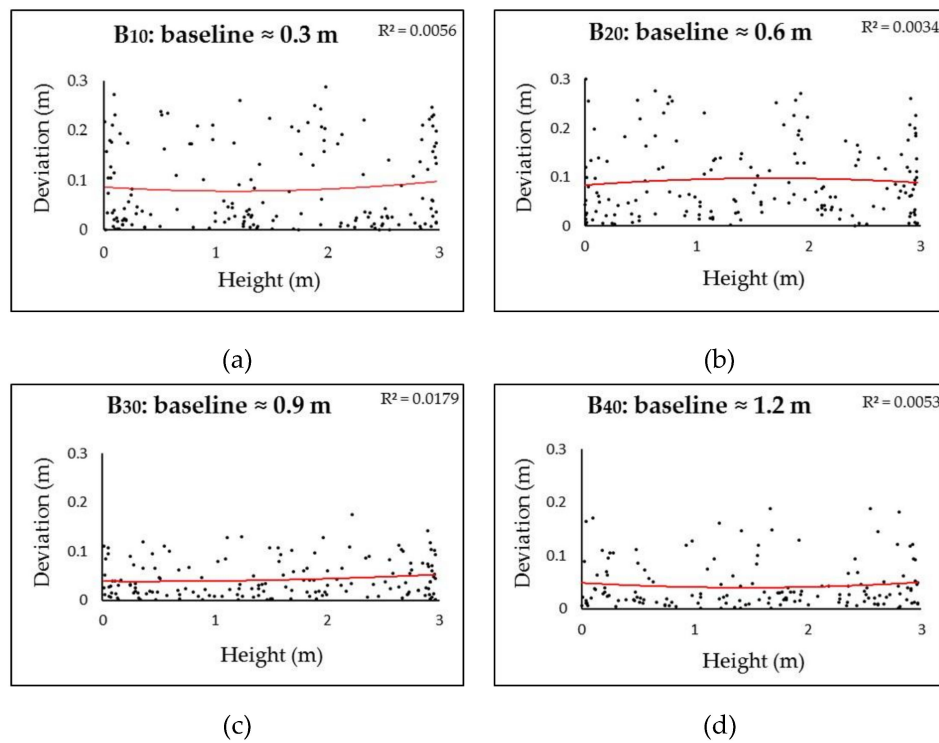 B10: baseline ≈ 0.3 m
R² = 0.0056
0.3
0.2
0.1
0
Deviation (m)
0 1 2 3
Height (m)
(a)
B20: baseline ≈ 0.6 m
R² = 0.0034
0.3
0.2
0.1
0
Deviation (m)
0 1 2 3
Height (m)
(b)
B30: baseline ≈ 0.9 m
R² = 0.0179
0.3
0.2
0.1
0
Deviation (m)
0 1 2 3
Height (m)
(c)
B40: baseline ≈ 1.2 m
R² = 0.0053
0.3
0.2
0.1
0
Deviation (m)
0 1 2 3
Height (m)
(d)